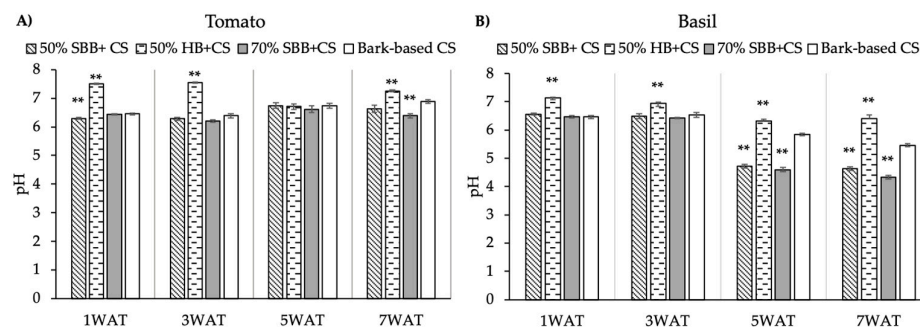 A) Tomato
50% SBB+ CS 50% HB+CS 70% SBB+CS Bark-based CS
8
7
6
5
4
3
2
1
0
pH
** ** ** ** **
1WAT 3WAT 5WAT 7WAT
B) Basil
50% SBB+ CS 50% HB+CS 70% SBB+CS Bark-based CS
8
7
6
5
4
3
2
1
0
pH
** ** ** ** ** ** ** **
1WAT 3WAT 5WAT 7WAT